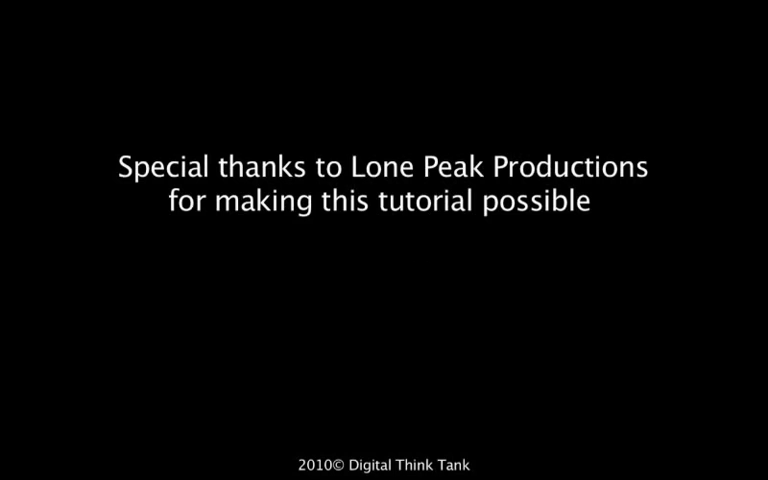 Special thanks to Lone Peak Productions
for making this tutorial possible
2010© Digital Think Tank